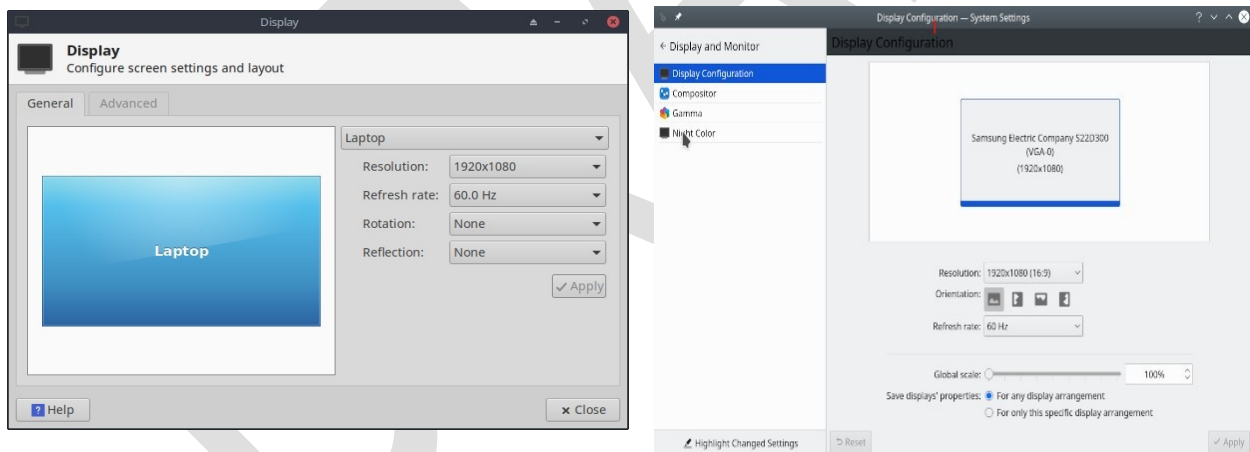 Display
Display
Configure screen settings and layout
General
Advanced
Laptop
Laptop
Resolution: 1920x1080
Refresh rate: 60.0 Hz
Rotation: None
Reflection: None
Apply
? Help
Close
Display Configuration — System Settings
Display and Monitor
Display Configuration
Compositor
Gamma
Night Color
Highlight Changed Settings
Display Configuration
Samsung Electric Company S22D300
(VGA-0)
(1920x1080)
Resolution: 1920x1080 (16:9)
Orientation:
Refresh rate: 60 Hz
Global scale: 100%
Save displays' properties: For any display arrangement
For only this specific display arrangement
Reset
Apply